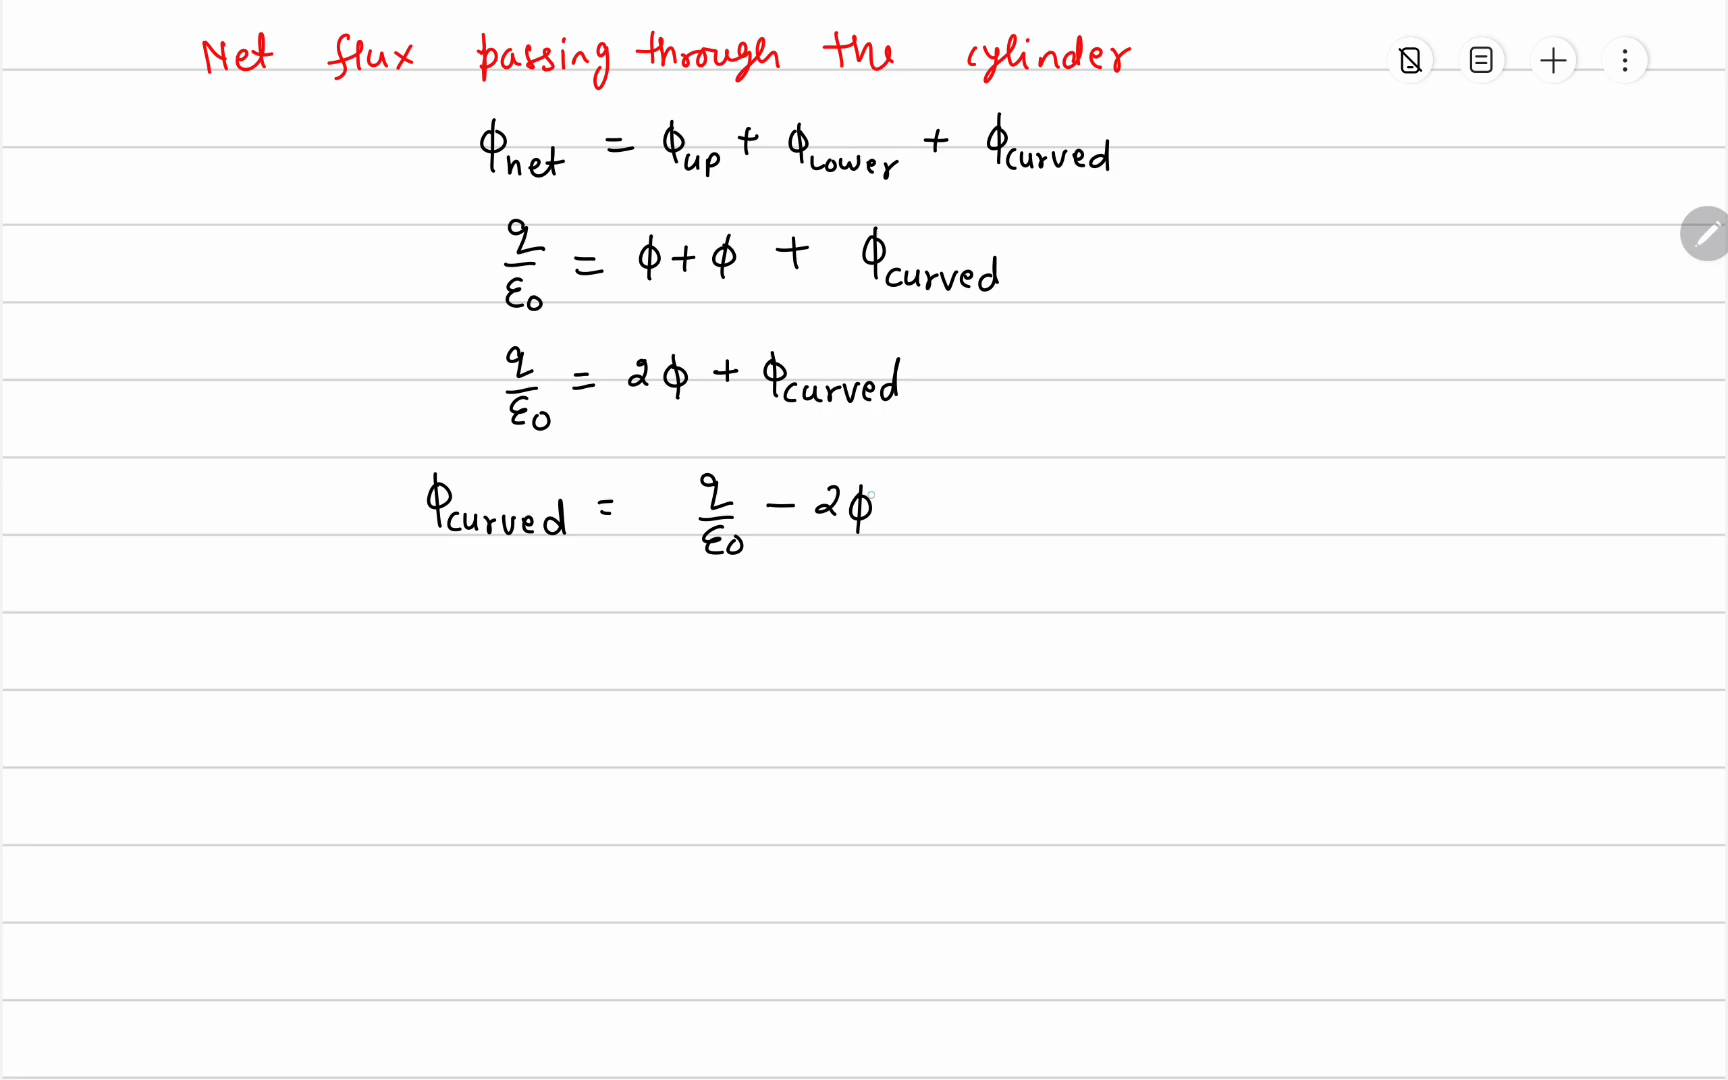 Net flux passing through the cylinder
ϕnet = ϕup + ϕLower + ϕcurved
q/ε0 = ϕ + ϕ + ϕcurved
q/ε0 = 2ϕ + ϕcurved
ϕcurved = q/ε0 − 2ϕ